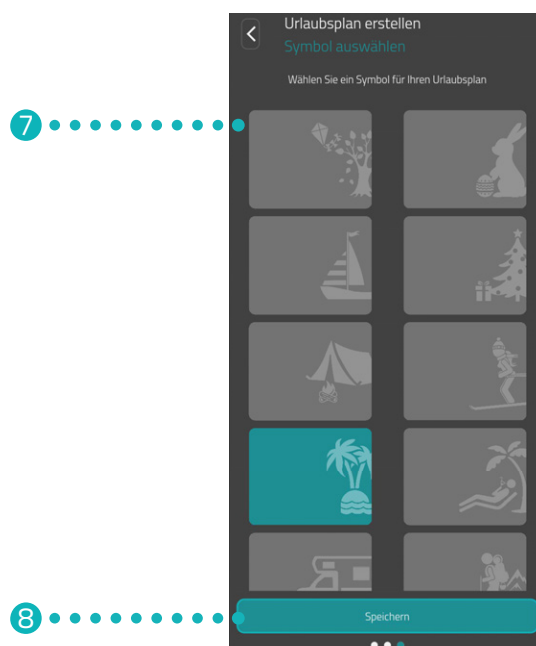 Urlaubsplan erstellen
Symbol auswählen
Wählen Sie ein Symbol für Ihren Urlaubsplan
7
8
Speichern